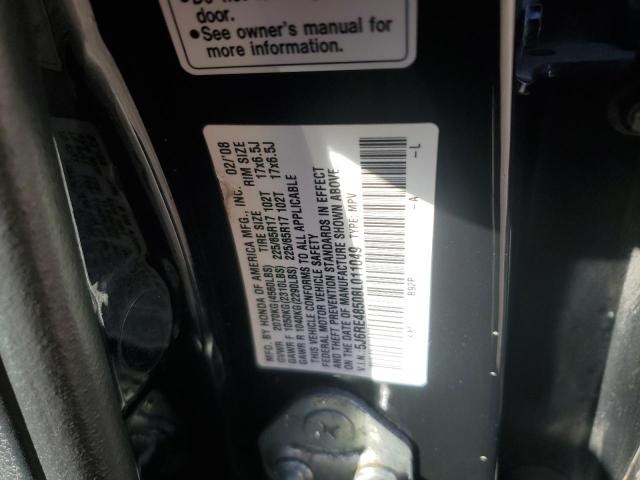 door.
●See owner's manual for
more information.
MFD. BY HONDA OF AMERICA MFG., INC. 02/'08
GVWR 2070KG(4560LBS) TIRE SIZE RIM SIZE
GAWR F 1050KG(2310LBS) 225/65R17 102T 17x6.5J
GAWR R 1040KG(2290LBS) 225/65R17 102T 17x6.5J
THIS VEHICLE CONFORMS TO ALL APPLICABLE
FEDERAL MOTOR VEHICLE SAFETY
AND THEFT PREVENTION STANDARDS IN EFFECT
ON THE DATE OF MANUFACTURE SHOWN ABOVE
V.I.N. 5J6RE48508L011049 TYPE: MPV
B92P -A -L